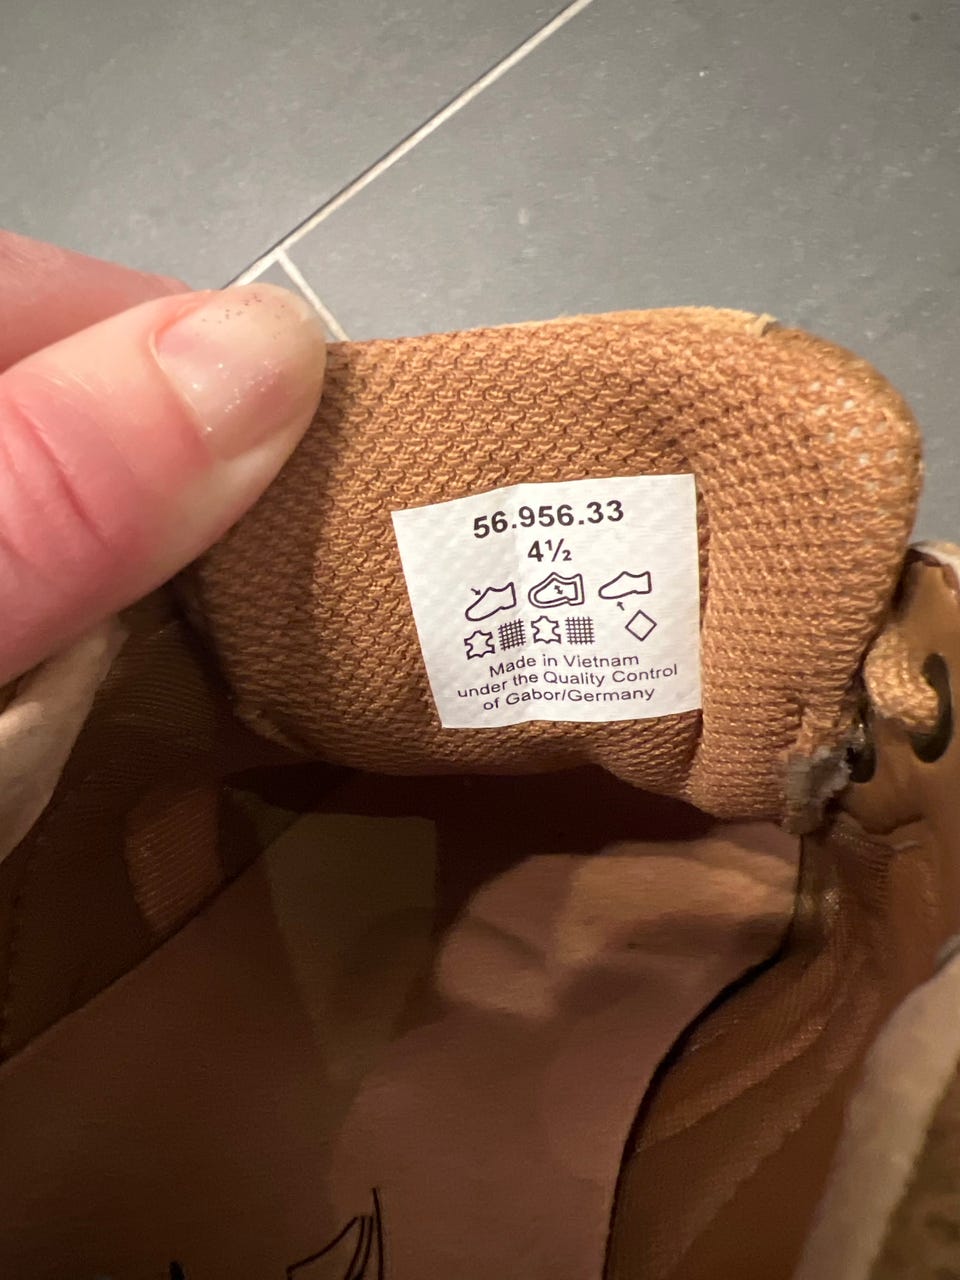 56.956.33
4½
Made in Vietnam
under the Quality Control
of Gabor/Germany